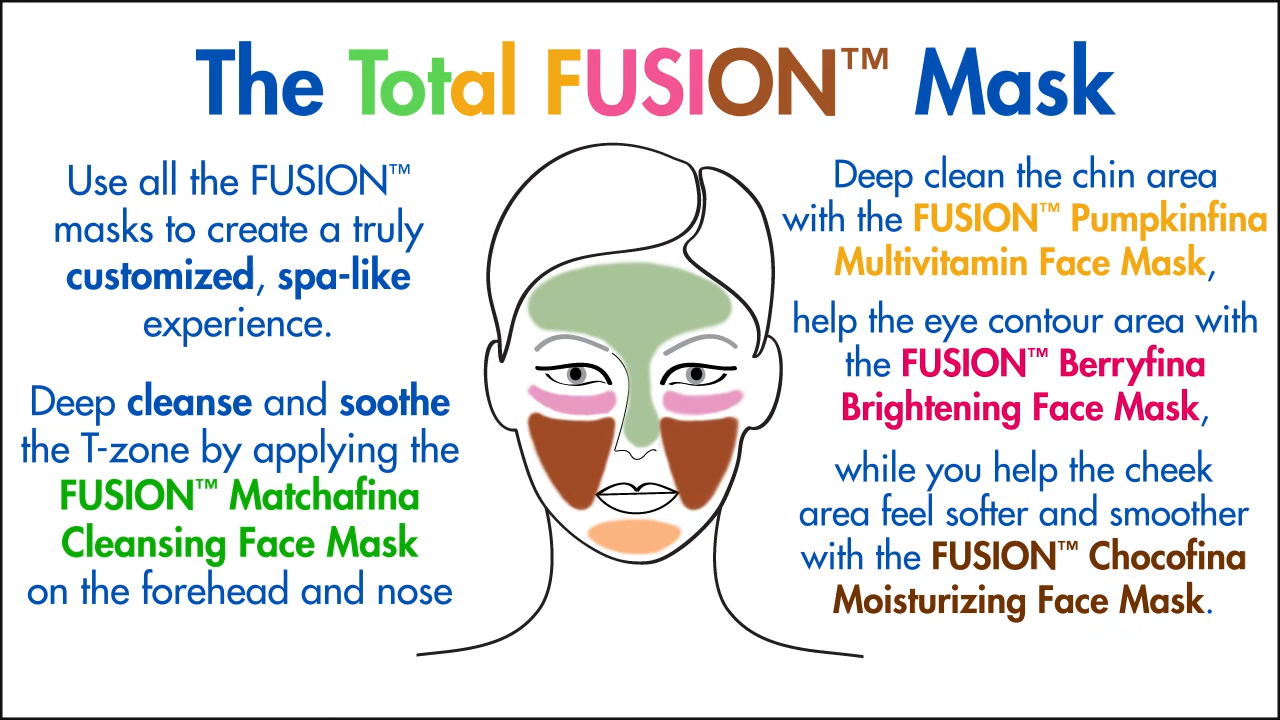 The Total FUSION™ Mask
Use all the FUSION™
masks to create a truly
customized, spa-like
experience.
Deep cleanse and soothe
the T-zone by applying the
FUSION™ Matchafina
Cleansing Face Mask
on the forehead and nose
Deep clean the chin area
with the FUSION™ Pumpkinfina
Multivitamin Face Mask,
help the eye contour area with
the FUSION™ Berryfina
Brightening Face Mask,
while you help the cheek
area feel softer and smoother
with the FUSION™ Chocofina
Moisturizing Face Mask.